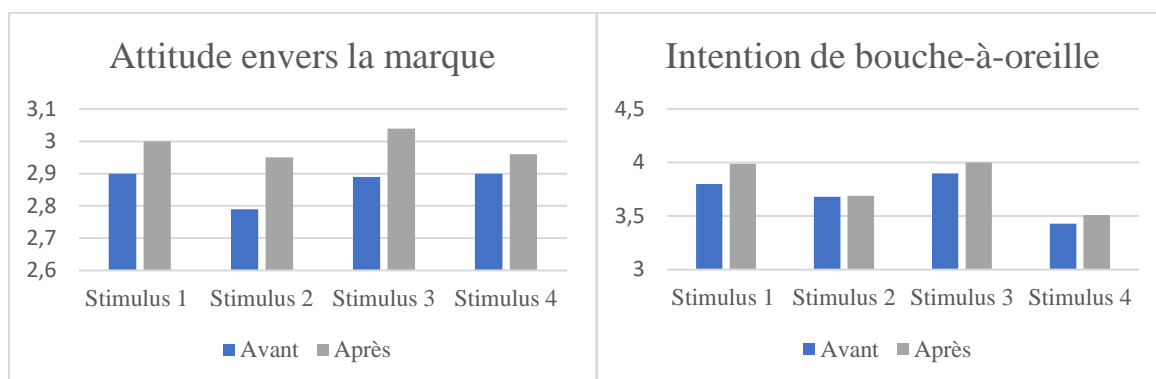 Attitude envers la marque
3,1
3
2,9
2,8
2,7
2,6
Stimulus 1 Stimulus 2 Stimulus 3 Stimulus 4
Avant Après
Intention de bouche-à-oreille
4,5
4
3,5
3
Stimulus 1 Stimulus 2 Stimulus 3 Stimulus 4
Avant Après